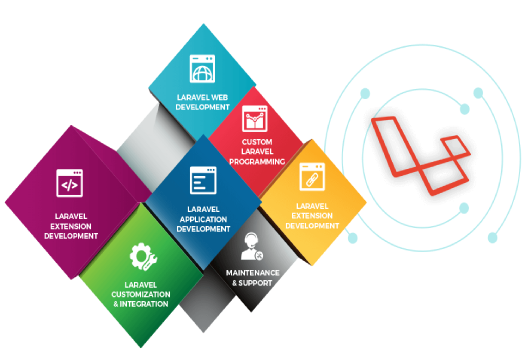 LARAVEL WEB
DEVELOPMENT
CUSTOM
LARAVEL
PROGRAMMING
LARAVEL
EXTENSION
DEVELOPMENT
LARAVEL
APPLICATION
DEVELOPMENT
LARAVEL
EXTENSION
DEVELOPMENT
LARAVEL
CUSTOMIZATION
& INTEGRATION
MAINTENANCE
& SUPPORT